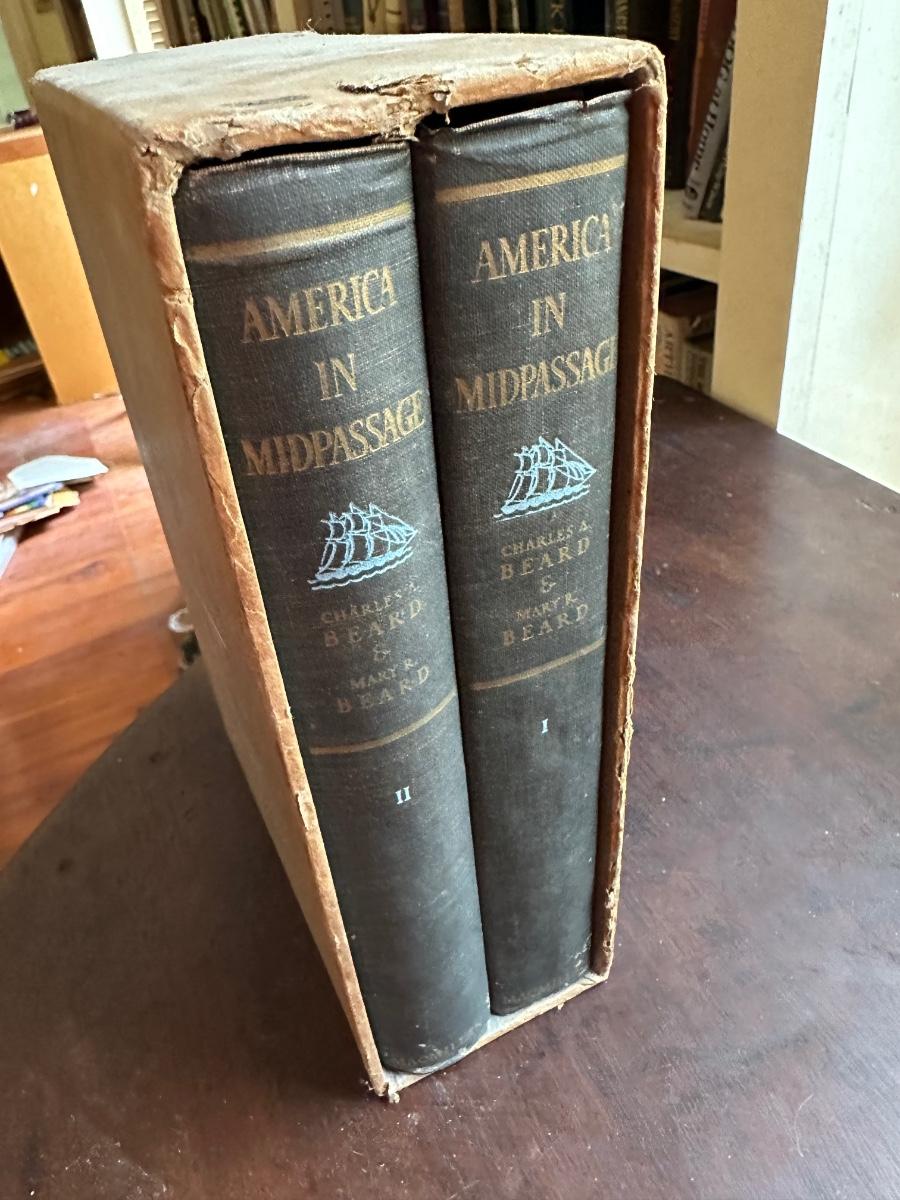 AMERICA
IN
MIDPASSAGE
CHARLES A.
BEARD
&
MARY R.
BEARD
II
AMERICA
IN
MIDPASSAGE
CHARLES A.
BEARD
&
MARY R.
BEARD
I